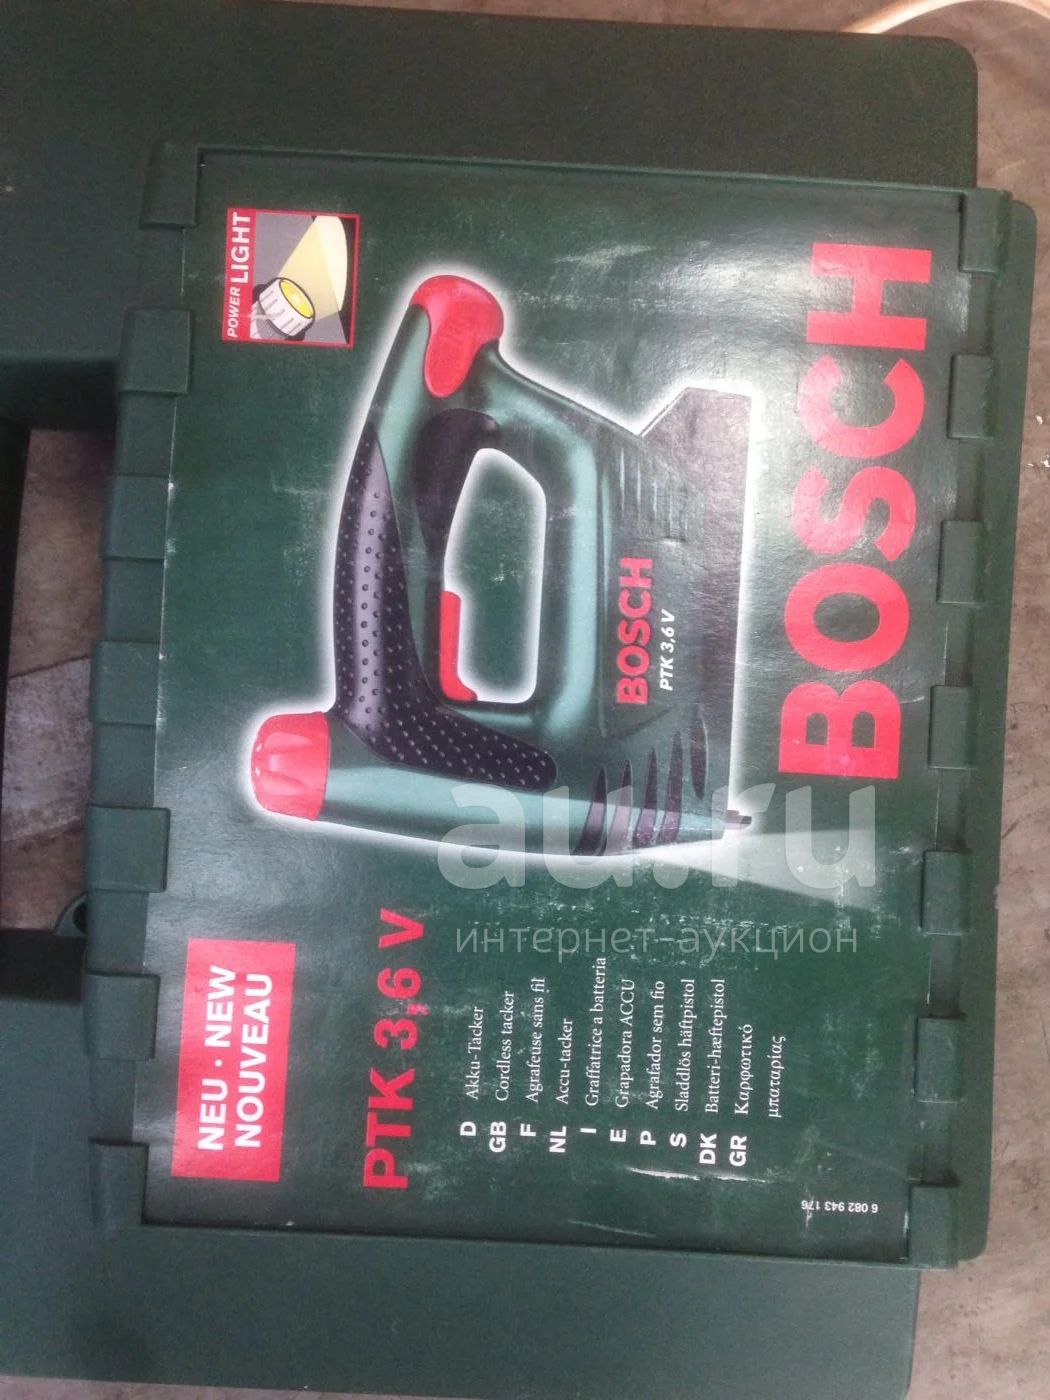 NEU · NEW
NOUVEAU
POWER LIGHT
PTK 3,6 V
D Akku-Tacker
GB Cordless tacker
F Agrafeuse sans fil
NL Accu-tacker
I Graffatrice a batteria
E Grapadora ACCU
P Agrafador sem fio
S Sladdlös häftpistol
DK Batteri-hæftepistol
GR Καρφωτικό
μπαταρίας
BOSCH
PTK 3,6 V
BOSCH
6 082 943 176
au.ru
интернет-аукцион